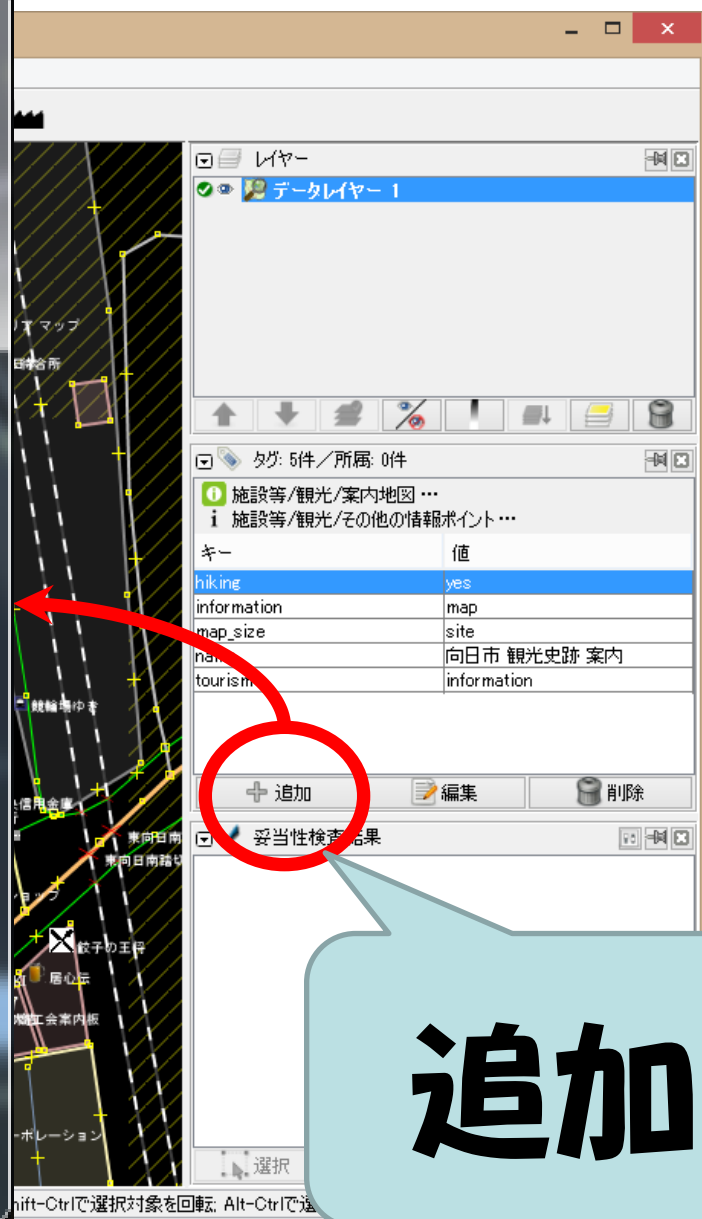 レイヤー
データレイヤー 1
リア マップ
タグ: 5件／所属: 0件
施設等/観光/案内地図 …
施設等/観光/その他の情報ポイント …
キー 値
hiking yes
information map
map_size site
向日市 観光史跡 案内
tourism information
競輪場ゆき
追加 編集 削除
信用金庫
妥当性検査結果
東向日南
東向日南踏切
ョップ
餃子の王将
居心伝
工会案内板
追加
ーポレーション
選択
hift-Ctrlで選択対象を回転; Alt-Ctrlで選